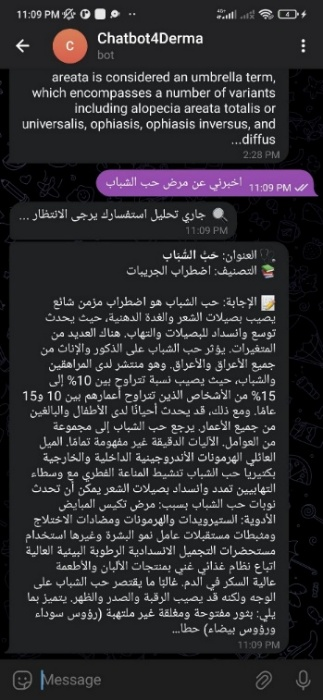 11:09 PM
Chatbot4Derma
bot
areata is considered an umbrella term,
which encompasses a number of variants
including alopecia areata totalis or
universalis, ophiasis, ophiasis inversus, and
...diffus
2:28 PM
اخبرني عن مرض حب الشباب
11:09 PM
جاري تحليل استفسارك يرجى الانتظار ...
11:09 PM
العنوان: حَبُّ الشَّبَاب
التصنيف: اضطراب الجريبات
الإجابة: حب الشباب هو اضطراب مزمن شائع
يصيب بصيلات الشعر والغدة الدهنية، حيث يحدث
توسع وانسداد للبصيلات والتهاب. هناك العديد من
المتغيرات. يؤثر حب الشباب على الذكور والإناث من
جميع الأعراق والأعراق. وهو منتشر لدى المراهقين
والشباب، حيث يصيب نسبة تتراوح بين 10% إلى
15% من الأشخاص الذين تتراوح أعمارهم بين 10 و15
عامًا. ومع ذلك، قد يحدث أحيانًا لدى الأطفال والبالغين
من جميع الأعمار. يرجع حب الشباب إلى مجموعة
من العوامل. الآليات الدقيقة غير مفهومة تمامًا. الميل
العائلي الهرمونات الأندروجينية الداخلية والخارجية
بكتيريا حب الشباب تنشيط المناعة الفطري مع وسطاء
التهابيين تمدد وانسداد بصيلات الشعر يمكن أن تحدث
نوبات حب الشباب بسبب: مرض تكيس المبايض
الأدوية: الستيرويدات والهرمونات ومضادات الاختلاج
ومثبطات مستقبلات عامل نمو البشرة وغيرها استخدام
مستحضرات التجميل الانسدادية الرطوبة البيئية العالية
اتباع نظام غذائي غني بمنتجات الألبان والأطعمة
عالية السكر في الدم. غالبًا ما يقتصر حب الشباب على
الوجه ولكنه قد يصيب الرقبة والصدر والظهر. يتميز بما
يلي: بثور مفتوحة ومغلقة غير ملتهبة (رؤوس سوداء
ورؤوس بيضاء) حطا...
11:09 PM
Message